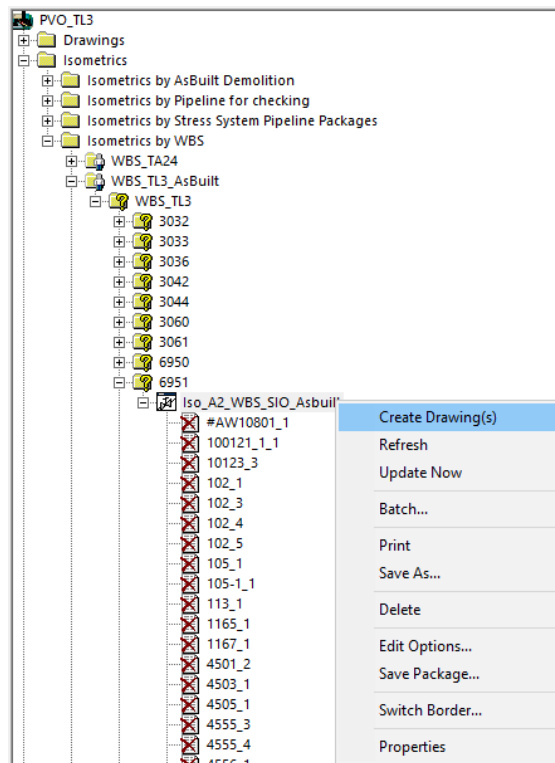 PVO_TL3
Drawings
Isometrics
Isometrics by AsBuilt Demolition
Isometrics by Pipeline for checking
Isometrics by Stress System Pipeline Packages
Isometrics by WBS
WBS_TA24
WBS_TL3_AsBuilt
WBS_TL3
3032
3033
3036
3042
3044
3060
3061
6950
6951
Iso_A2_WBS_SIO_Asbuilt
#AW10801_1
100121_1_1
10123_3
102_1
102_3
102_4
102_5
105_1
105-1_1
113_1
1165_1
1167_1
4501_2
4503_1
4505_1
4555_3
4555_4
4556_1
Create Drawing(s)
Refresh
Update Now
Batch...
Print
Save As...
Delete
Edit Options...
Save Package...
Switch Border...
Properties